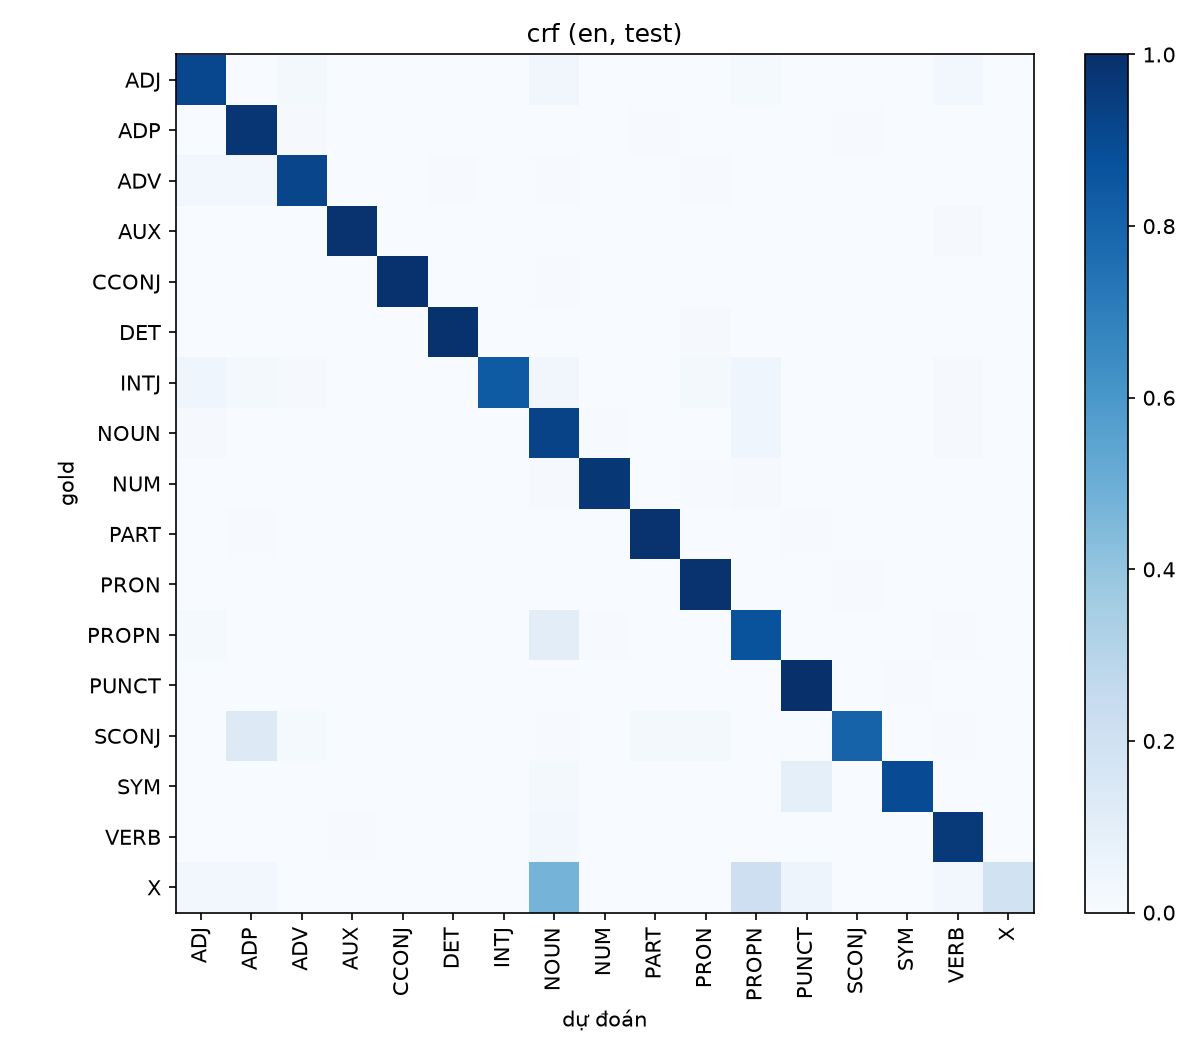 crf (en, test)
gold
ADJ
ADP
ADV
AUX
CCONJ
DET
INTJ
NOUN
NUM
PART
PRON
PROPN
PUNCT
SCONJ
SYM
VERB
X
ADJ
ADP
ADV
AUX
CCONJ
DET
INTJ
NOUN
NUM
PART
PRON
PROPN
PUNCT
SCONJ
SYM
VERB
X
dự đoán
1.0
0.8
0.6
0.4
0.2
0.0